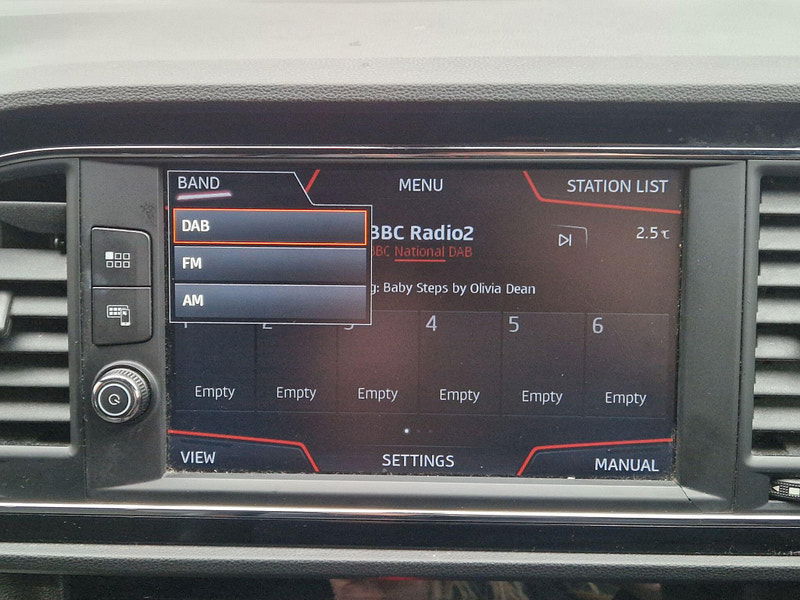 BAND
MENU
STATION LIST
DAB
FM
AM
BBC Radio2
BBC National DAB
2.5℃
g: Baby Steps by Olivia Dean
4
5
6
Empty
Empty
Empty
Empty
Empty
Empty
VIEW
SETTINGS
MANUAL